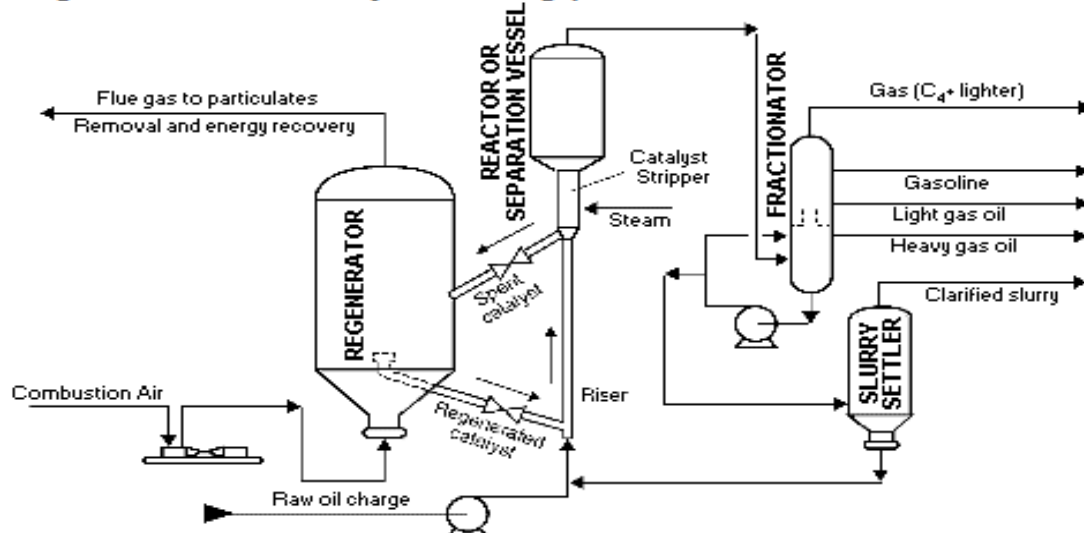 REACTOR OR
SEPARATION VESSEL
Flue gas to particulates
Removal and energy recovery
Gas (C₄+ lighter)
FRACTIONATOR
Catalyst
Stripper
Gasoline
Steam
Light gas oil
Heavy gas oil
REGENERATOR
Spent
catalyst
Clarified slurry
SLURRY
SETTLER
Combustion Air
Riser
Regenerated
catalyst
Raw oil charge